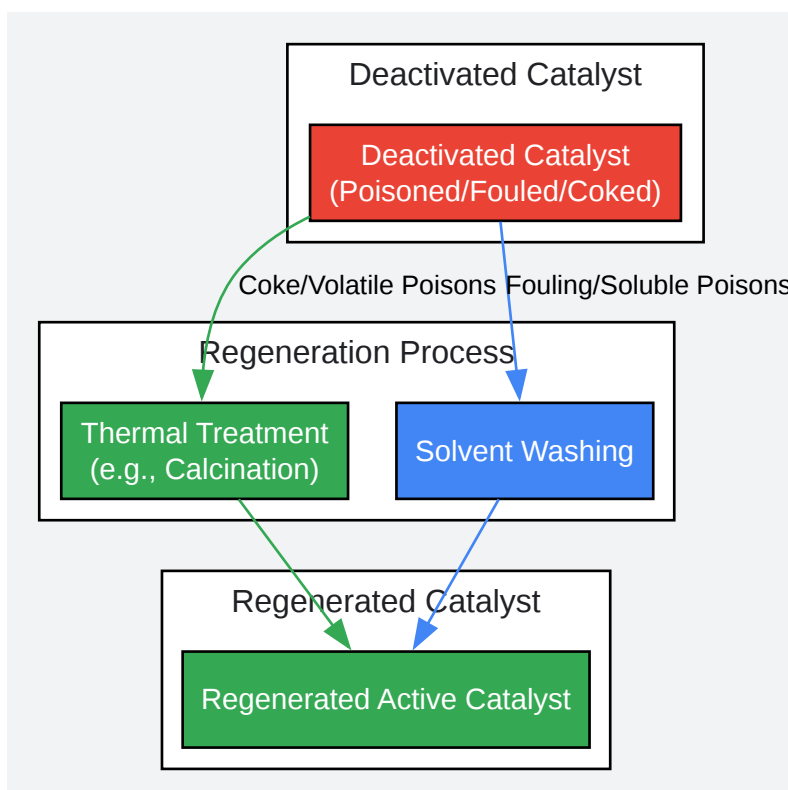 Deactivated Catalyst
Deactivated Catalyst
(Poisoned/Fouled/Coked)
Coke/Volatile Poisons
Fouling/Soluble Poisons
Regeneration Process
Thermal Treatment
(e.g., Calcination)
Solvent Washing
Regenerated Catalyst
Regenerated Active Catalyst